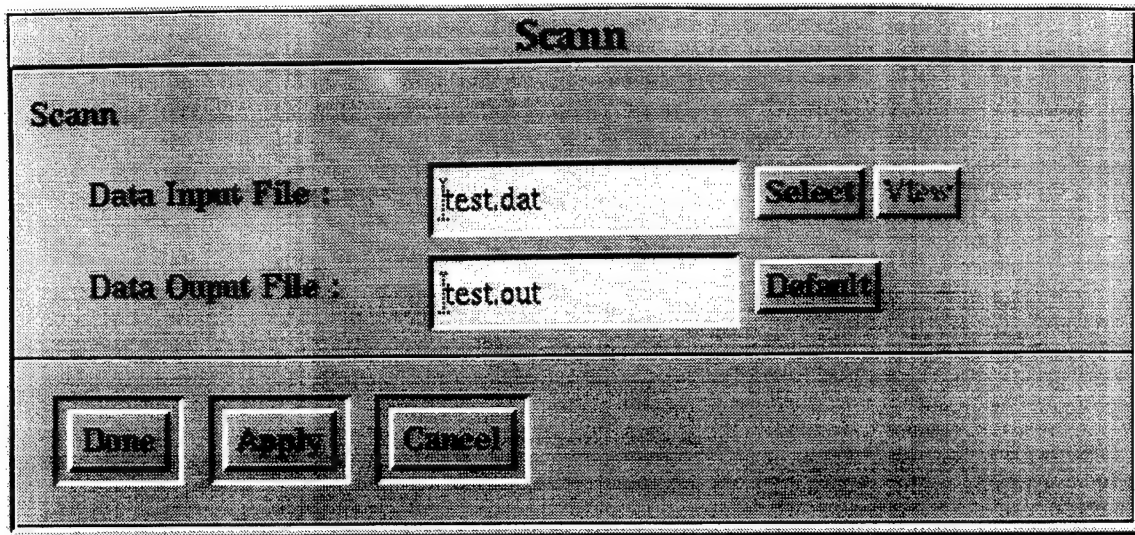 Scann
Scann
Data Input File : test.dat Select View
Data Ouput File : test.out Default
Done Apply Cancel